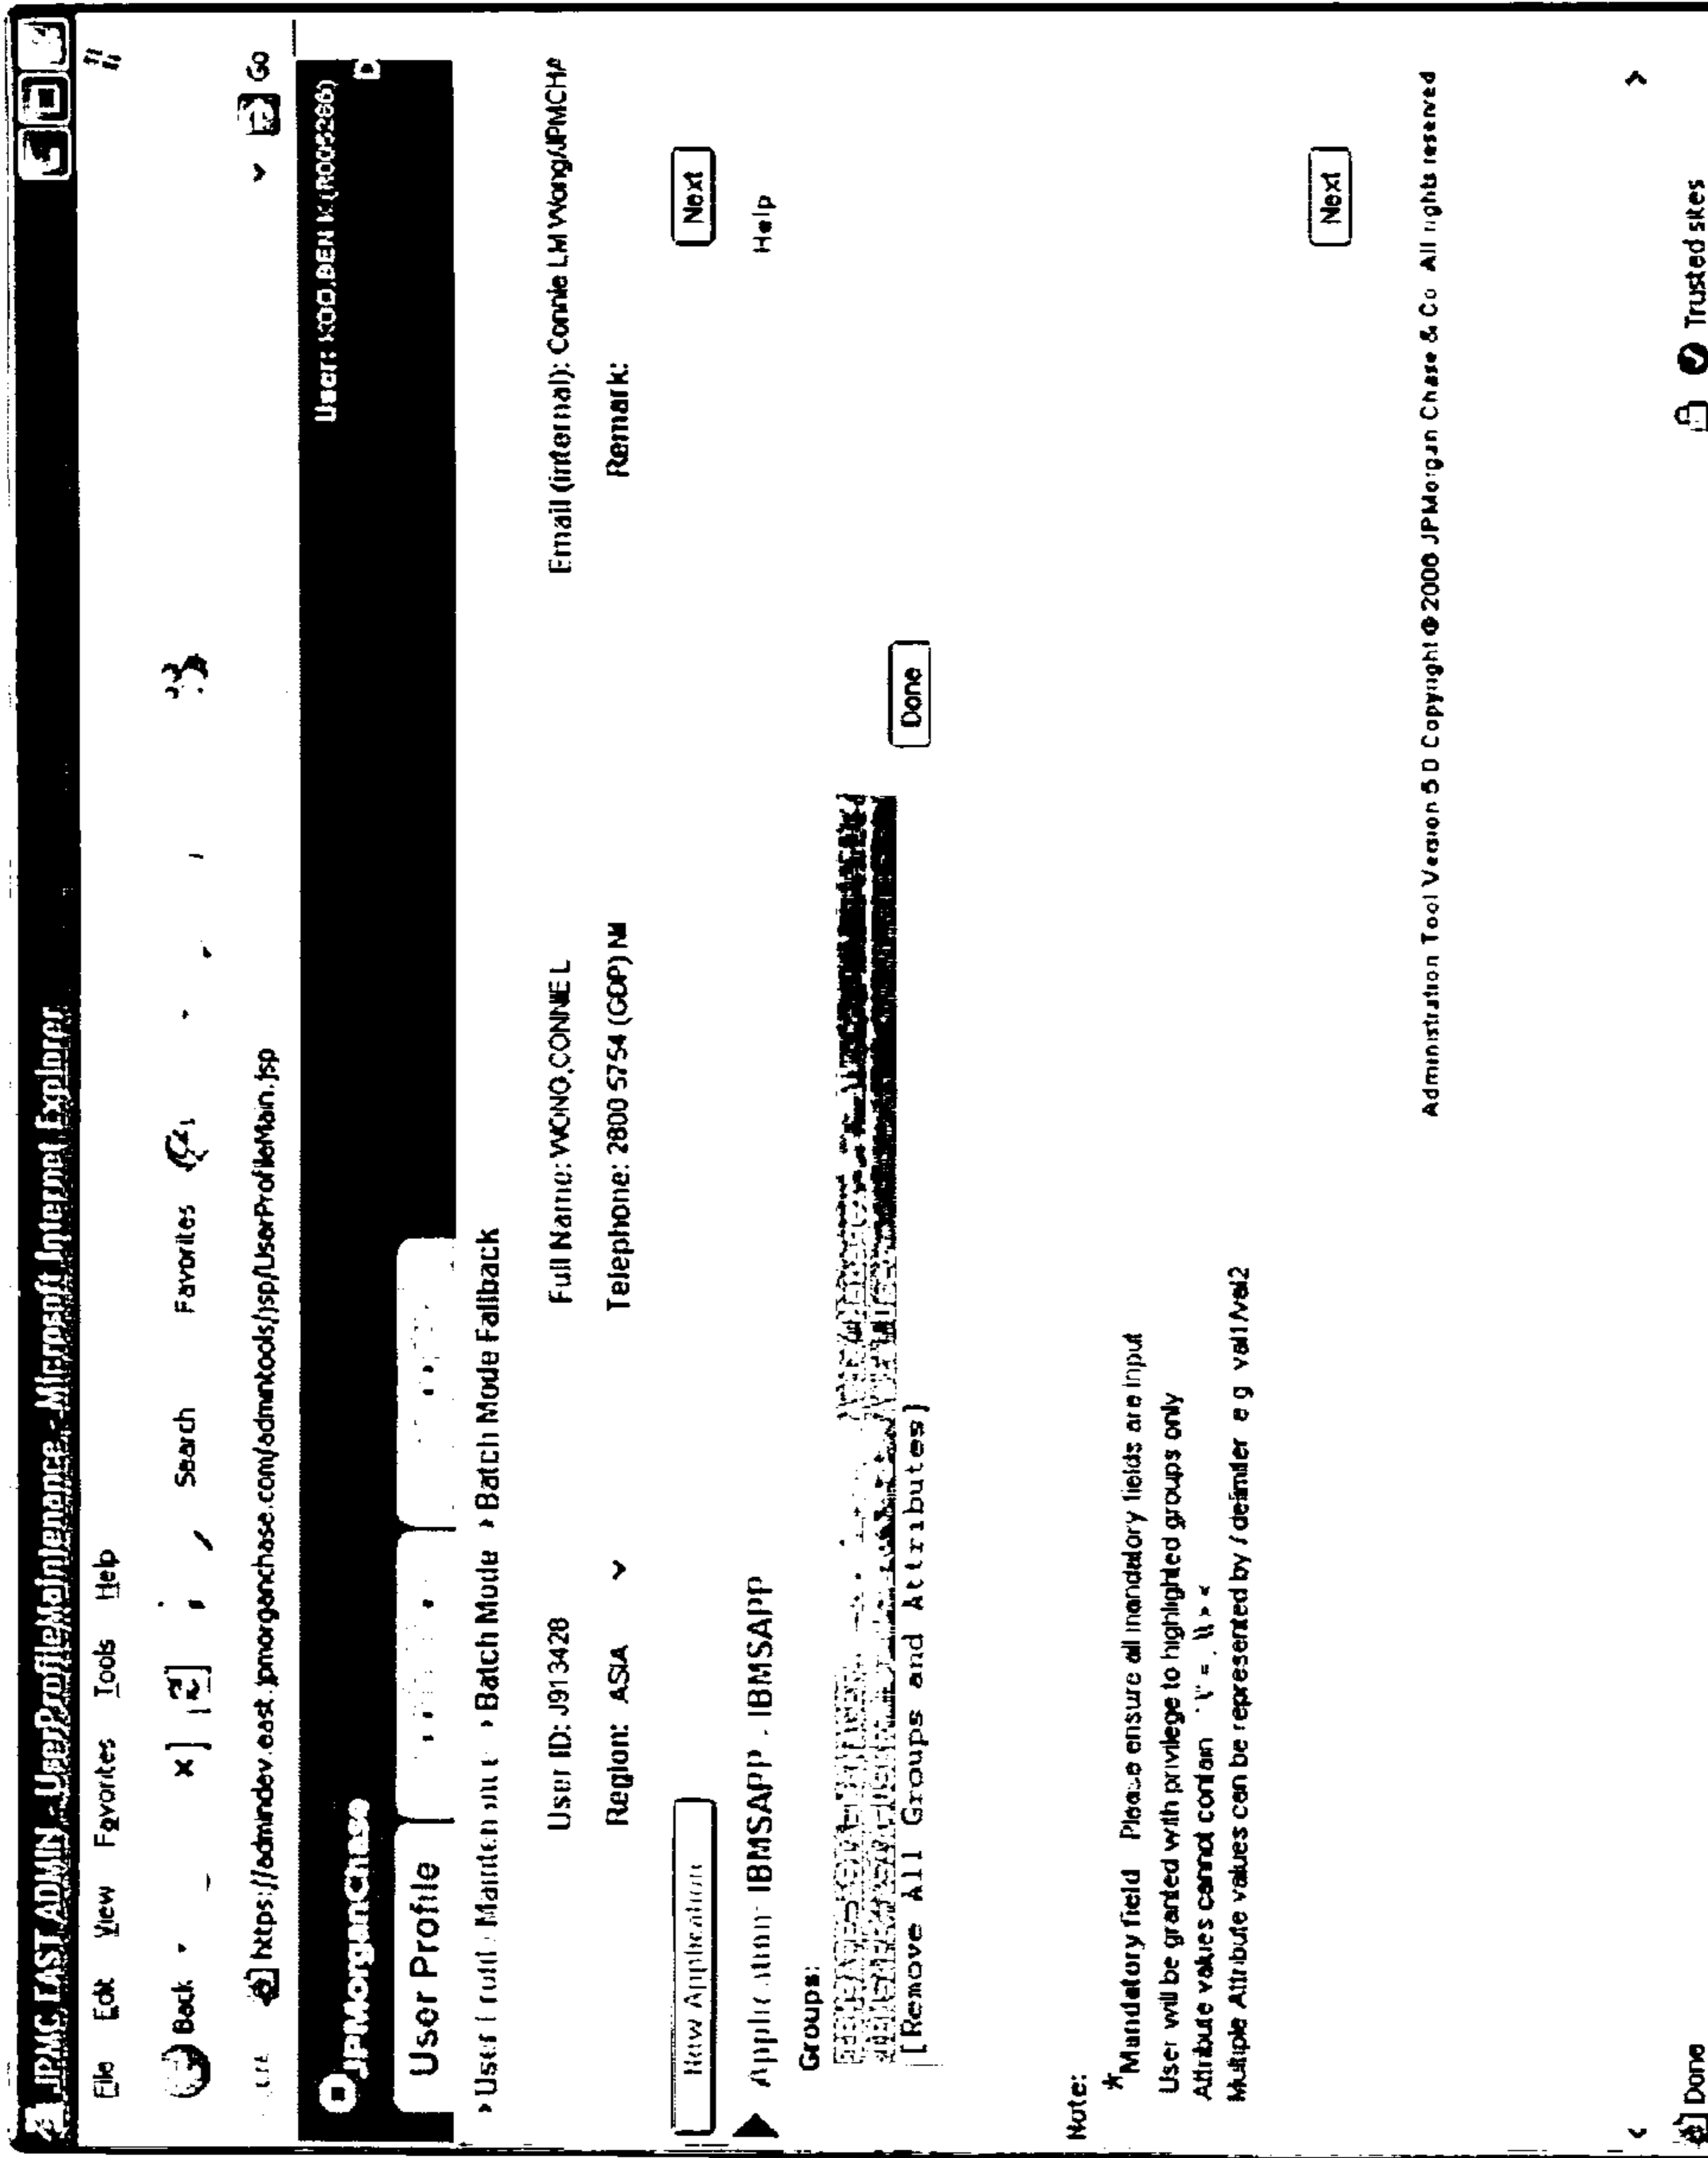 JPMC EAST ADMIN - UserProfileMaintenance - Microsoft Internet Explorer
File Edit View Favorites Tools Help
Back Search Favorites
https://admindev.east.jpmorganchase.com/admintools/jsp/UserProfileMain.jsp Go
JPMorganChase User: KOO,BEN K (R005286)
User Profile
User Profile Maintenance Batch Mode Batch Mode Fallback
User ID: J913428 Full Name: WONG,CONNIE L Email (internal): Connie LM Wong/JPMCHA
Region: ASIA Telephone: 2800 5754 (GDP) NI Remark:
New Application Next
Application- IBMSAPP - IBMSAPP Help
Groups:
[Remove All Groups and Attributes] Done
Note:
*Mandatory field Please ensure all mandatory fields are input
User will be granted with privilege to highlighted groups only
Attribute values cannot contain
Multiple Attribute values can be represented by / delimiter e g val1/val2
Next
Administration Tool Version 5 0 Copyright © 2006 JPMorgan Chase & Co All rights reserved
Done Trusted sites